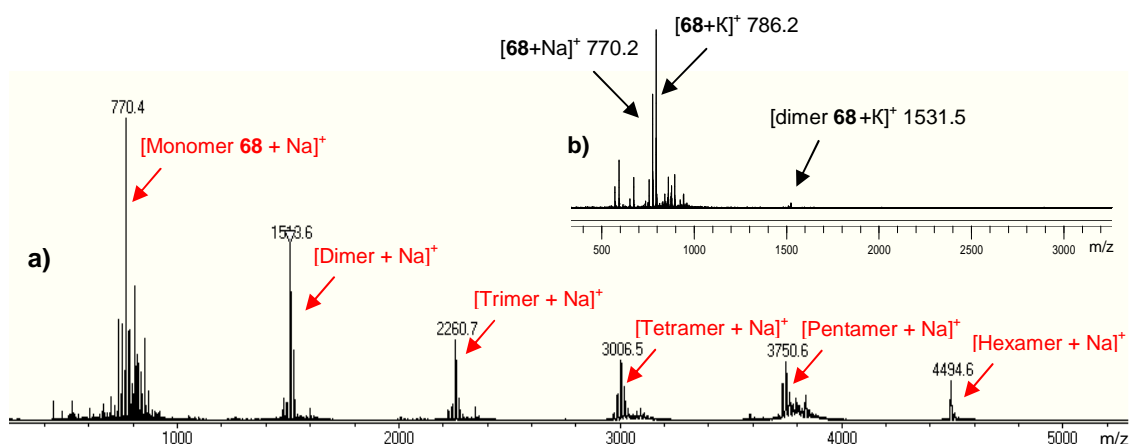 [68+K]⁺ 786.2
[68+Na]⁺ 770.2
[dimer 68 +K]⁺ 1531.5
b)
500 1000 1500 2000 2500 3000 m/z
770.4
[Monomer 68 + Na]⁺
a)
[Dimer + Na]⁺
[Trimer + Na]⁺
2260.7
[Tetramer + Na]⁺
3006.5
[Pentamer + Na]⁺
3750.6
[Hexamer + Na]⁺
4494.6
1000 2000 3000 4000 5000 m/z